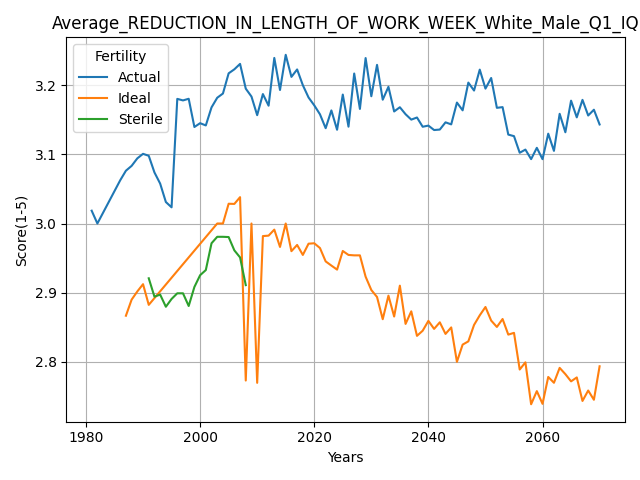 Average_REDUCTION_IN_LENGTH_OF_WORK_WEEK_White_Male_Q1_IQ
Fertility
Actual
Ideal
Sterile
Score(1-5)
3.2
3.1
3.0
2.9
2.8
1980
2000
2020
2040
2060
Years